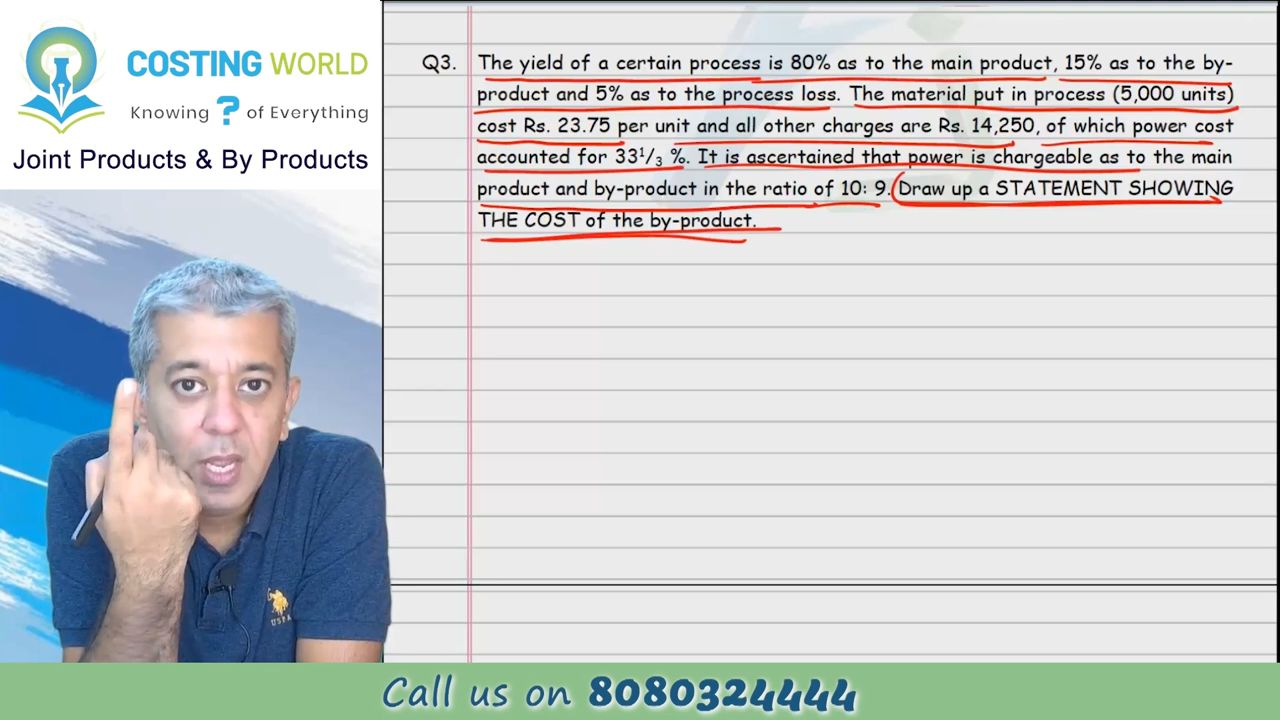 COSTING WORLD
Knowing ? of Everything
Joint Products & By Products
Q3. The yield of a certain process is 80% as to the main product, 15% as to the by-
product and 5% as to the process loss. The material put in process (5,000 units)
cost Rs. 23.75 per unit and all other charges are Rs. 14,250, of which power cost
accounted for 33¹/₃ %. It is ascertained that power is chargeable as to the main
product and by-product in the ratio of 10: 9. Draw up a STATEMENT SHOWING
THE COST of the by-product.
USPA
Call us on 8080324444